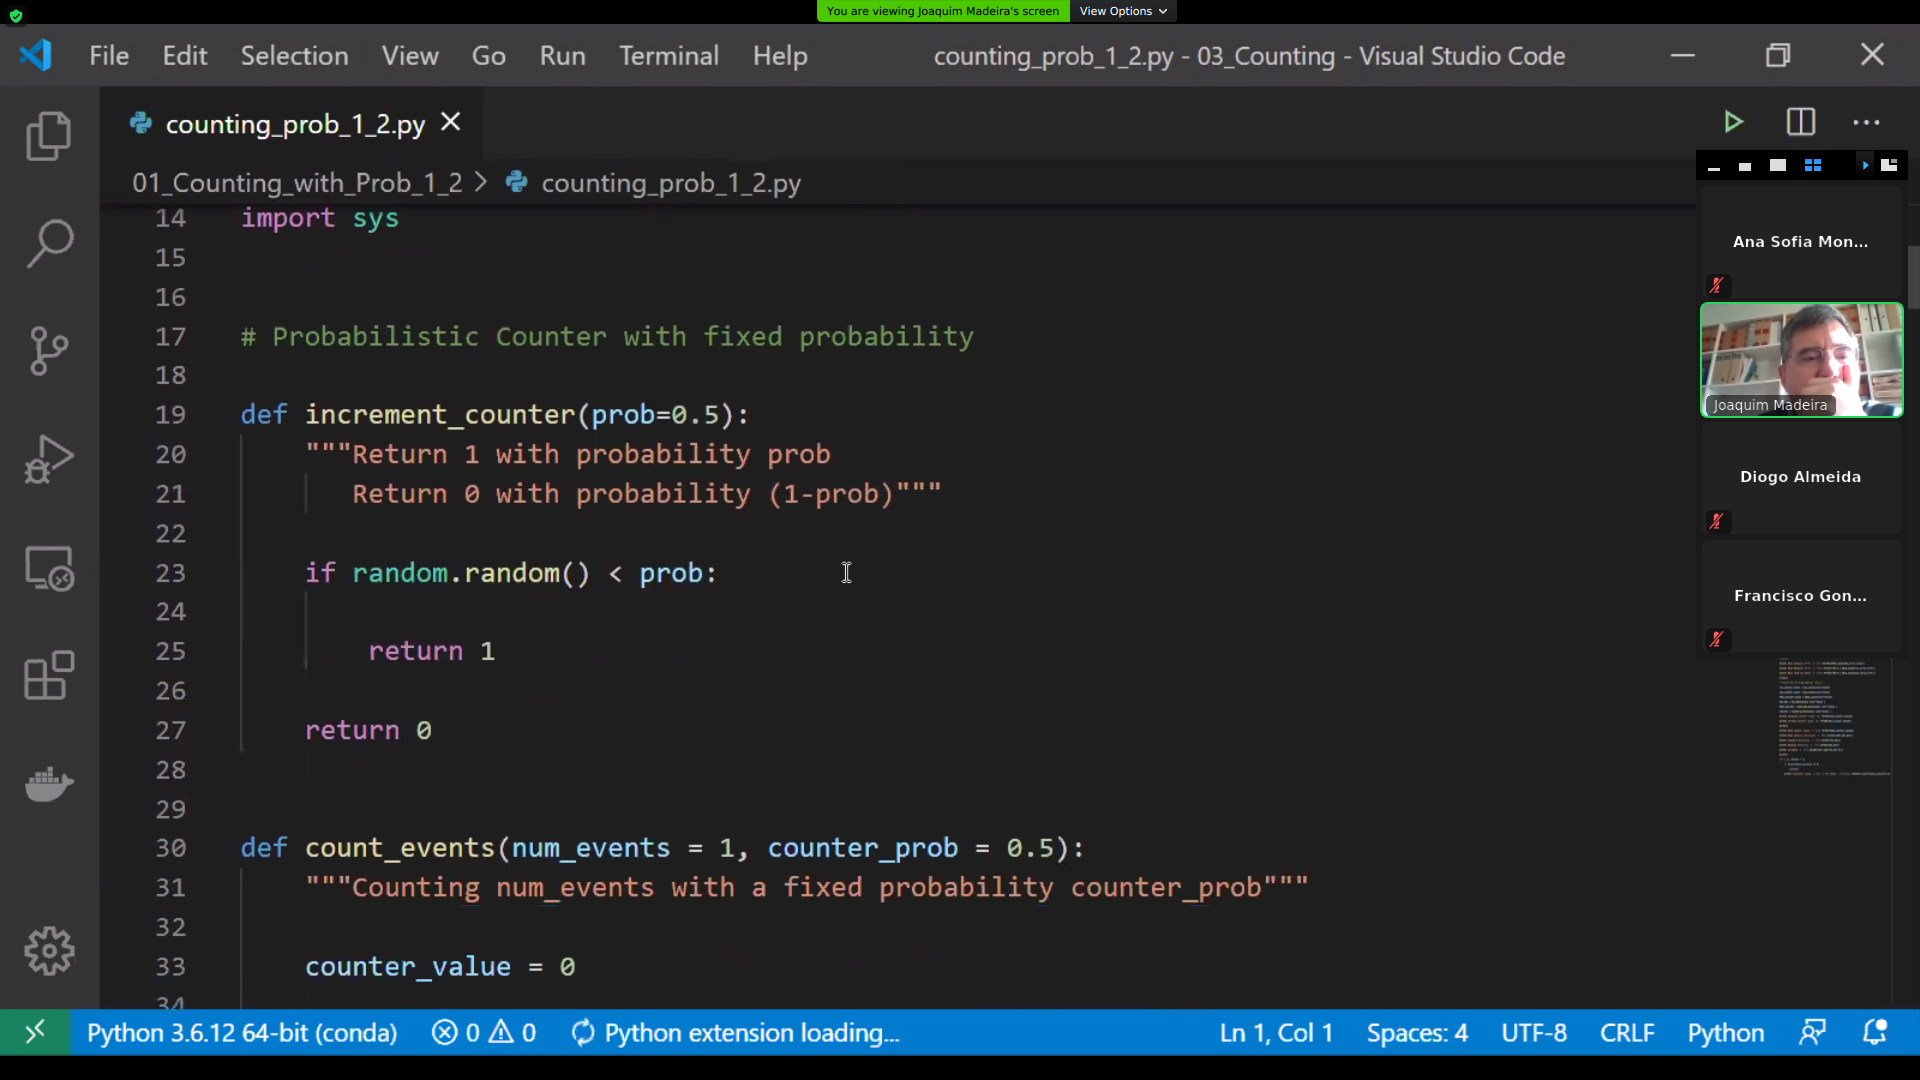 You are viewing Joaquim Madeira's screen View Options
File Edit Selection View Go Run Terminal Help counting_prob_1_2.py - 03_Counting - Visual Studio Code
counting_prob_1_2.py
01_Counting_with_Prob_1_2 > counting_prob_1_2.py
14 import sys
15
16
17 # Probabilistic Counter with fixed probability
18
19 def increment_counter(prob=0.5):
20 """Return 1 with probability prob
21 Return 0 with probability (1-prob)"""
22
23 if random.random() < prob:
24
25 return 1
26
27 return 0
28
29
30 def count_events(num_events = 1, counter_prob = 0.5):
31 """Counting num_events with a fixed probability counter_prob"""
32
33 counter_value = 0
34
Ana Sofia Mon...
Joaquim Madeira
Diogo Almeida
Francisco Gon...
Python 3.6.12 64-bit (conda) 0 0 Python extension loading... Ln 1, Col 1 Spaces: 4 UTF-8 CRLF Python